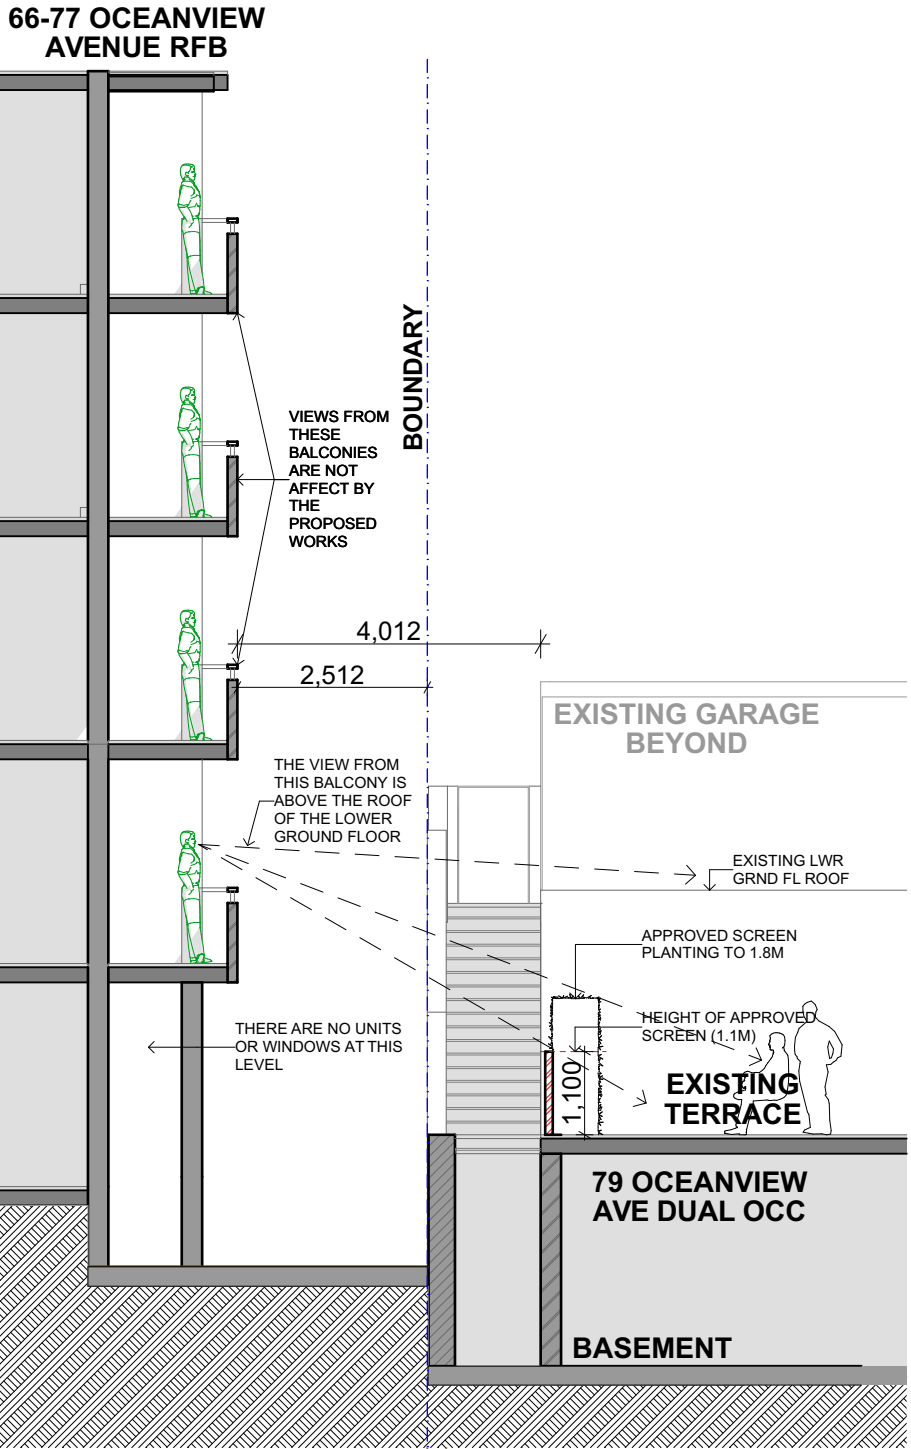 66-77 OCEANVIEW
AVENUE RFB
BOUNDARY
VIEWS FROM
THESE
BALCONIES
ARE NOT
AFFECT BY
THE
PROPOSED
WORKS
4,012
2,512
EXISTING GARAGE
BEYOND
THE VIEW FROM
THIS BALCONY IS
ABOVE THE ROOF
OF THE LOWER
GROUND FLOOR
EXISTING LWR
GRND FL ROOF
APPROVED SCREEN
PLANTING TO 1.8M
HEIGHT OF APPROVED
SCREEN (1.1M)
THERE ARE NO UNITS
OR WINDOWS AT THIS
LEVEL
1,100
EXISTING
TERRACE
79 OCEANVIEW
AVE DUAL OCC
BASEMENT